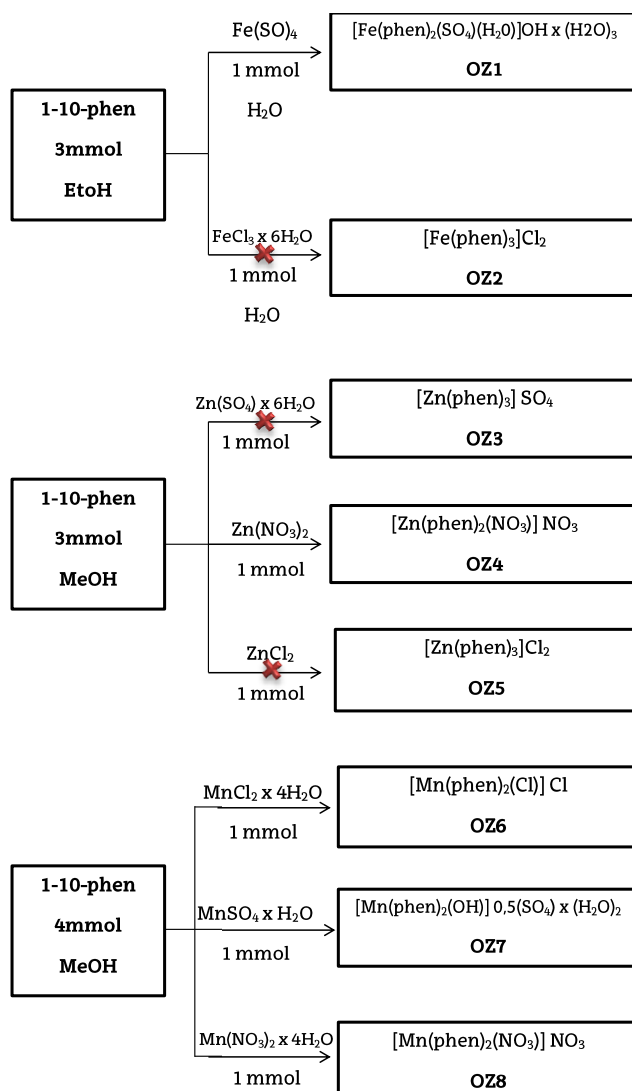 Fe(SO)₄
1 mmol
H₂O
[Fe(phen)₂(SO₄)(H₂0)]OH x (H2O)₃
OZ1
1-10-phen
3mmol
EtoH
FeCl₃ x 6H₂O
1 mmol
H₂O
[Fe(phen)₃]Cl₂
OZ2
Zn(SO₄) x 6H₂O
1 mmol
[Zn(phen)₃] SO₄
OZ3
1-10-phen
3mmol
MeOH
Zn(NO₃)₂
1 mmol
[Zn(phen)₂(NO₃)] NO₃
OZ4
ZnCl₂
1 mmol
[Zn(phen)₃]Cl₂
OZ5
MnCl₂ x 4H₂O
1 mmol
[Mn(phen)₂(Cl)] Cl
OZ6
1-10-phen
4mmol
MeOH
MnSO₄ x H₂O
1 mmol
[Mn(phen)₂(OH)] 0,5(SO₄) x (H₂O)₂
OZ7
Mn(NO₃)₂ x 4H₂O
1 mmol
[Mn(phen)₂(NO₃)] NO₃
OZ8